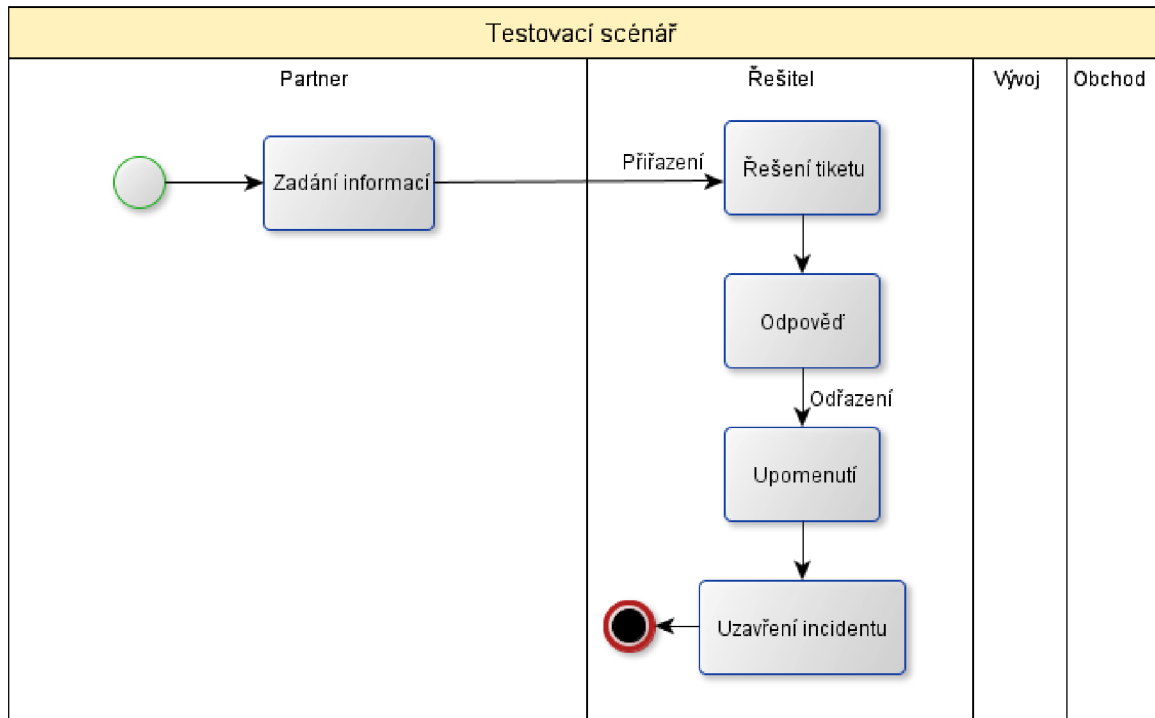 Testovací scénář
Partner
Řešitel
Vývoj
Obchod
Zadání informací
Přiřazení
Řešení tiketu
Odpověď
Odřazení
Upomenutí
Uzavření incidentu